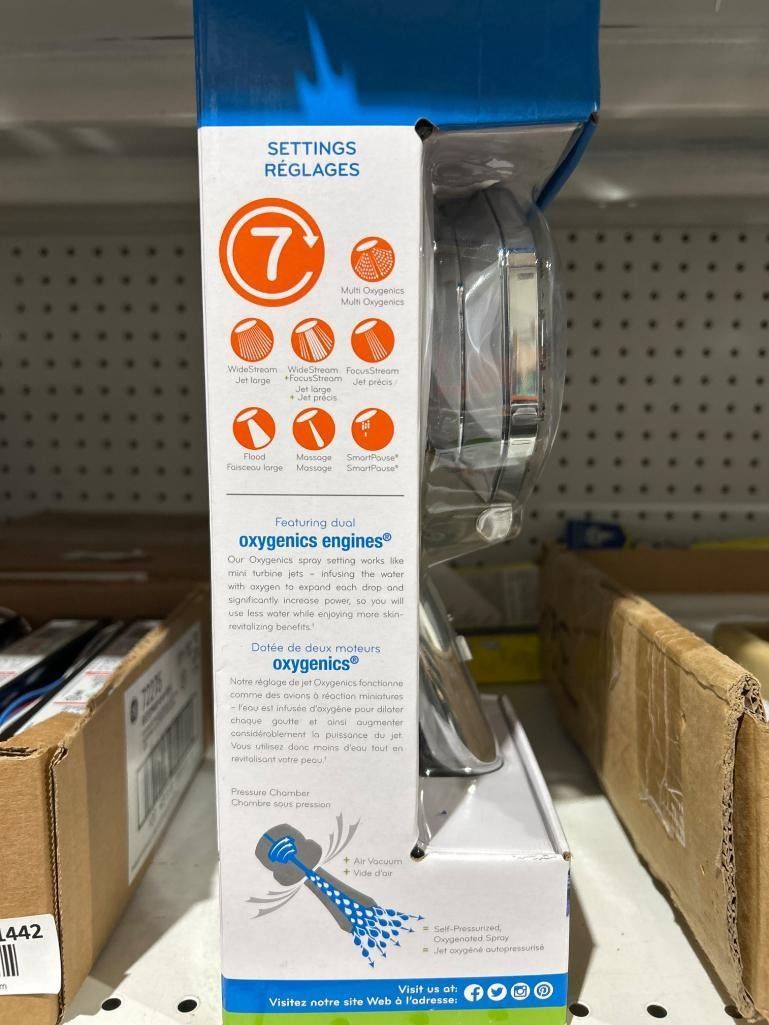 SETTINGS
RÉGLAGES
7
Multi Oxygenics
Multi Oxygenics
WideStream
Jet large
WideStream
+FocusStream
Jet large
+ Jet précis
FocusStream
Jet précis
Flood
Faisceau large
Massage
Massage
SmartPause®
SmartPause®
Featuring dual
oxygenics engines®
Our Oxygenics spray setting works like
mini turbine jets – infusing the water
with oxygen to expand each drop and
significantly increase power, so you will
use less water while enjoying more skin-
revitalizing benefits.†
Dotée de deux moteurs
oxygenics®
Notre réglage de jet Oxygenics fonctionne
comme des avions à réaction miniatures
– l'eau est infusée d'oxygène pour dilater
chaque goutte et ainsi augmenter
considérablement la puissance du jet.
Vous utilisez donc moins d'eau tout en
revitalisant votre peau.†
Pressure Chamber
Chambre sous pression
+ Air Vacuum
+ Vide d'air
= Self-Pressurized,
Oxygenated Spray
= Jet oxygéné autopressurisé
Visit us at:
Visitez notre site Web à l'adresse:
72275
1442